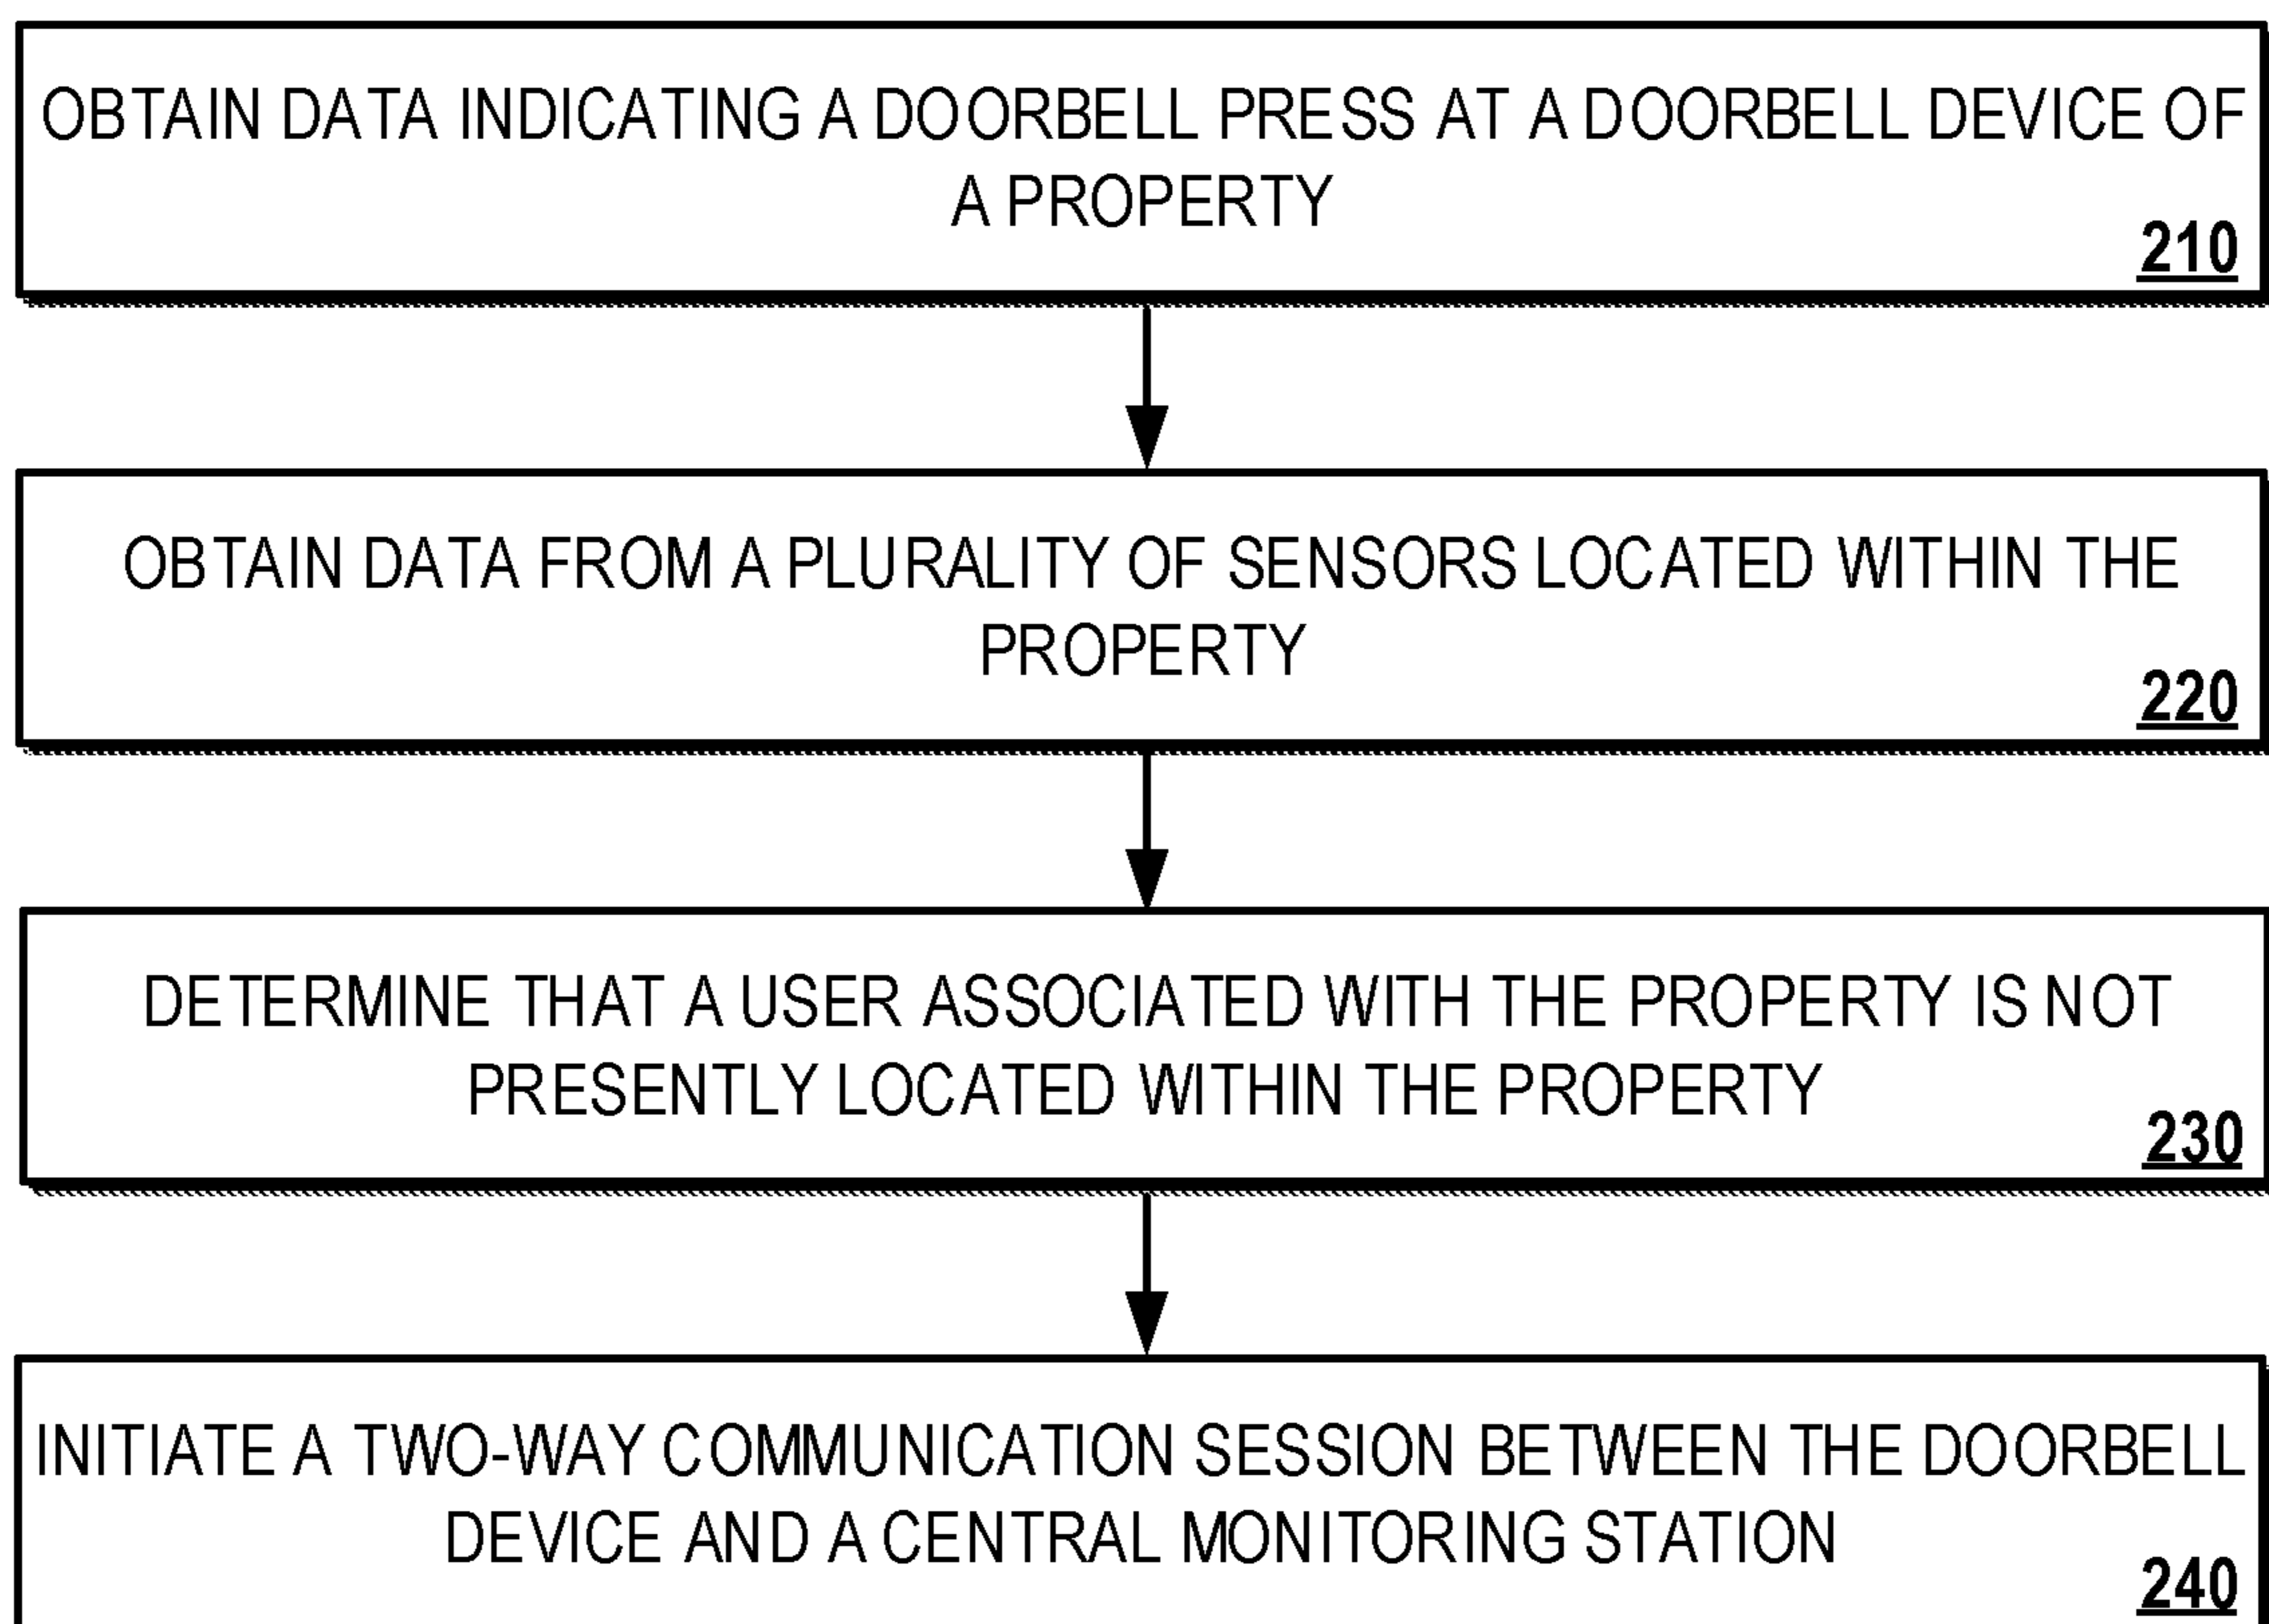 OBTAIN DATA INDICATING A DOORBELL PRESS AT A DOORBELL DEVICE OF
A PROPERTY
210
OBTAIN DATA FROM A PLURALITY OF SENSORS LOCATED WITHIN THE
PROPERTY
220
DETERMINE THAT A USER ASSOCIATED WITH THE PROPERTY IS NOT
PRESENTLY LOCATED WITHIN THE PROPERTY
230
INITIATE A TWO-WAY COMMUNICATION SESSION BETWEEN THE DOORBELL
DEVICE AND A CENTRAL MONITORING STATION
240